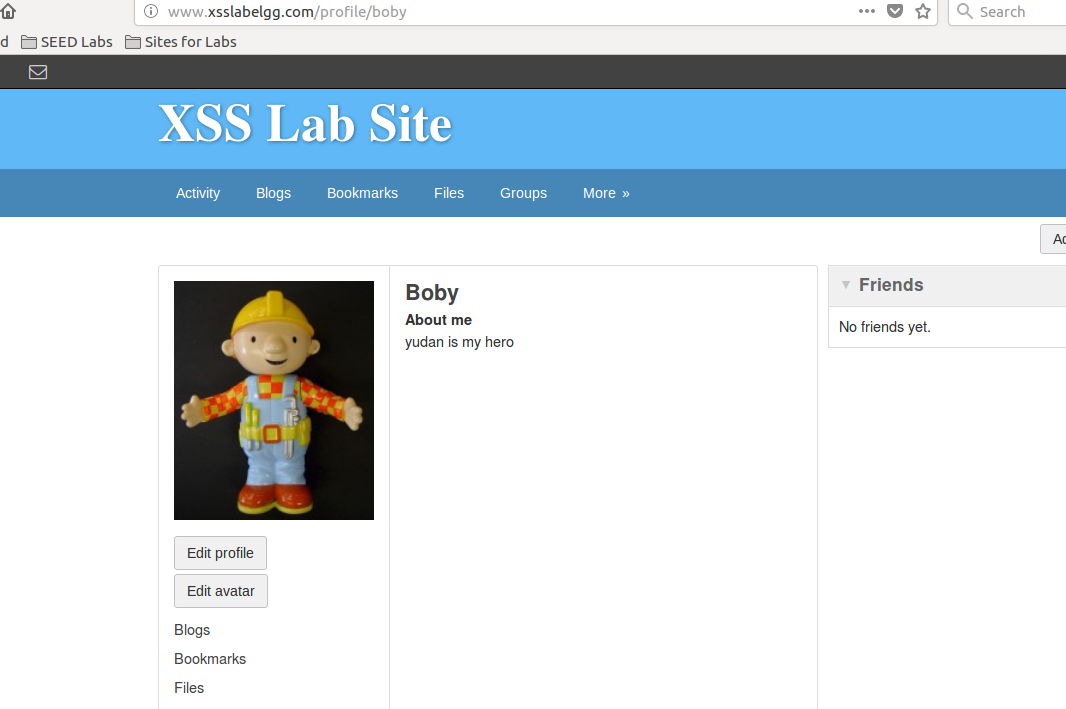 www.xsslabelgg.com/profile/boby
Search
d SEED Labs Sites for Labs
XSS Lab Site
Activity Blogs Bookmarks Files Groups More »
Boby
About me
yudan is my hero
Friends
No friends yet.
Edit profile
Edit avatar
Blogs
Bookmarks
Files